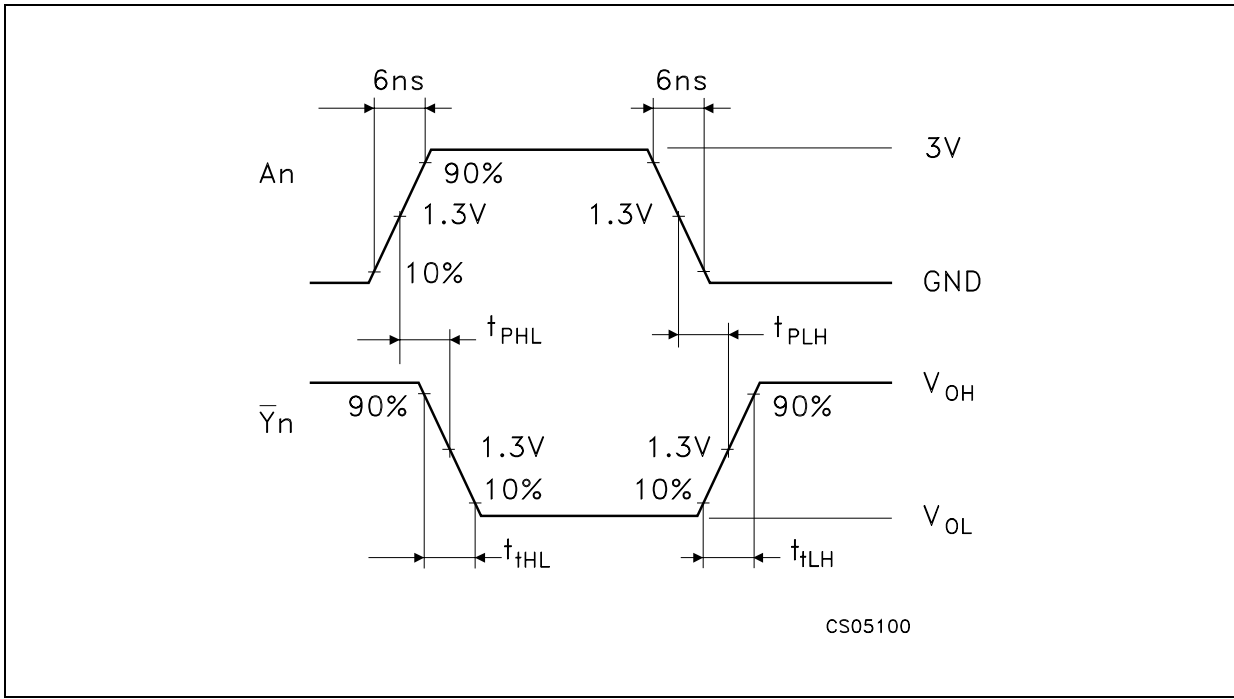 6ns 6ns
3V
An
90%
1.3V 1.3V
10%
GND
tPHL tPLH
VOH
90% 90%
Y̅n
1.3V 1.3V
10% 10%
VOL
ttHL ttLH
CS05100